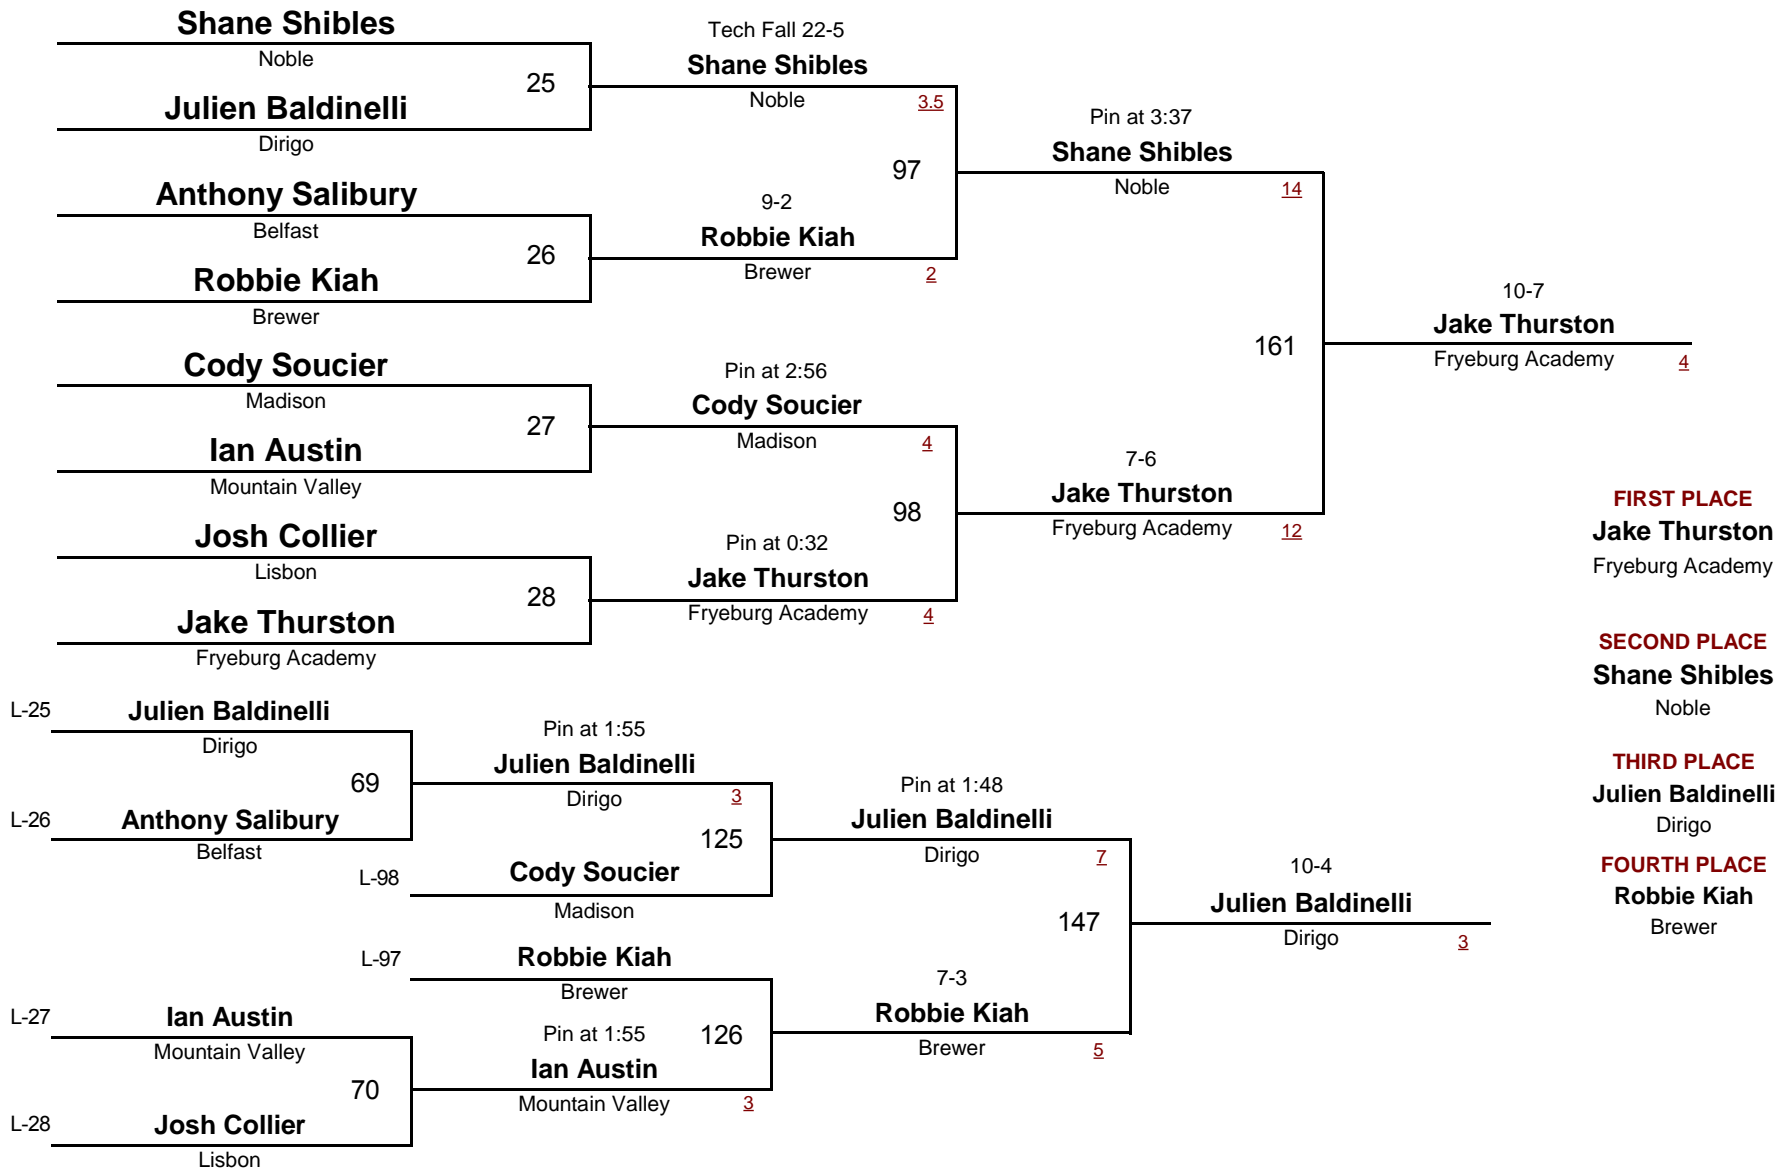 Shane Shibles
Noble
25
Julien Baldinelli
Dirigo
Anthony Salibury
Belfast
26
Robbie Kiah
Brewer
Cody Soucier
Madison
27
Ian Austin
Mountain Valley
Josh Collier
Lisbon
28
Jake Thurston
Fryeburg Academy
Tech Fall 22-5
Shane Shibles
Noble 3.5
97
9-2
Robbie Kiah
Brewer 2
Pin at 2:56
Cody Soucier
Madison 4
98
Pin at 0:32
Jake Thurston
Fryeburg Academy 4
Pin at 3:37
Shane Shibles
Noble 14
161
7-6
Jake Thurston
Fryeburg Academy 12
10-7
Jake Thurston
Fryeburg Academy 4
FIRST PLACE
Jake Thurston
Fryeburg Academy
SECOND PLACE
Shane Shibles
Noble
THIRD PLACE
Julien Baldinelli
Dirigo
FOURTH PLACE
Robbie Kiah
Brewer
L-25 Julien Baldinelli
Dirigo
69
L-26 Anthony Salibury
Belfast
L-27 Ian Austin
Mountain Valley
70
L-28 Josh Collier
Lisbon
Pin at 1:55
Julien Baldinelli
Dirigo 3
125
L-98 Cody Soucier
Madison
L-97 Robbie Kiah
Brewer
126
Pin at 1:55
Ian Austin
Mountain Valley 3
Pin at 1:48
Julien Baldinelli
Dirigo 7
147
7-3
Robbie Kiah
Brewer 5
10-4
Julien Baldinelli
Dirigo 3